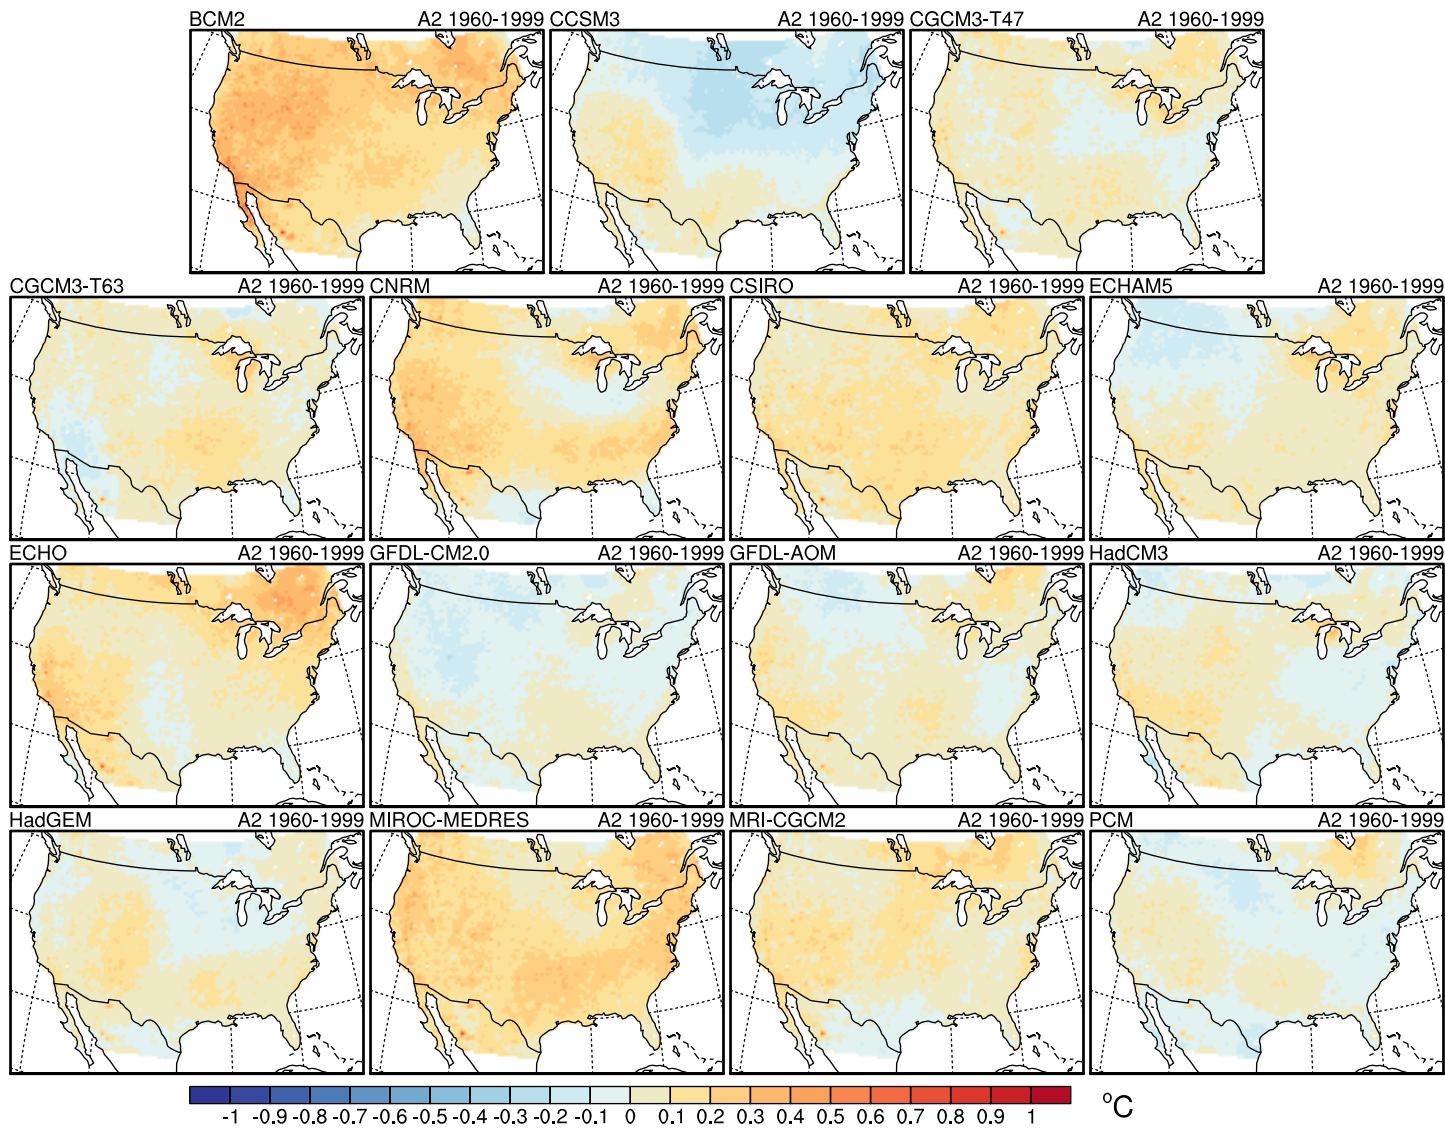 BCM2 A2 1960-1999 CCSM3 A2 1960-1999 CGCM3-T47 A2 1960-1999
CGCM3-T63 A2 1960-1999 CNRM A2 1960-1999 CSIRO A2 1960-1999 ECHAM5 A2 1960-1999
ECHO A2 1960-1999 GFDL-CM2.0 A2 1960-1999 GFDL-AOM A2 1960-1999 HadCM3 A2 1960-1999
HadGEM A2 1960-1999 MIROC-MEDRES A2 1960-1999 MRI-CGCM2 A2 1960-1999 PCM A2 1960-1999
-1 -0.9 -0.8 -0.7 -0.6 -0.5 -0.4 -0.3 -0.2 -0.1 0 0.1 0.2 0.3 0.4 0.5 0.6 0.7 0.8 0.9 1 °C